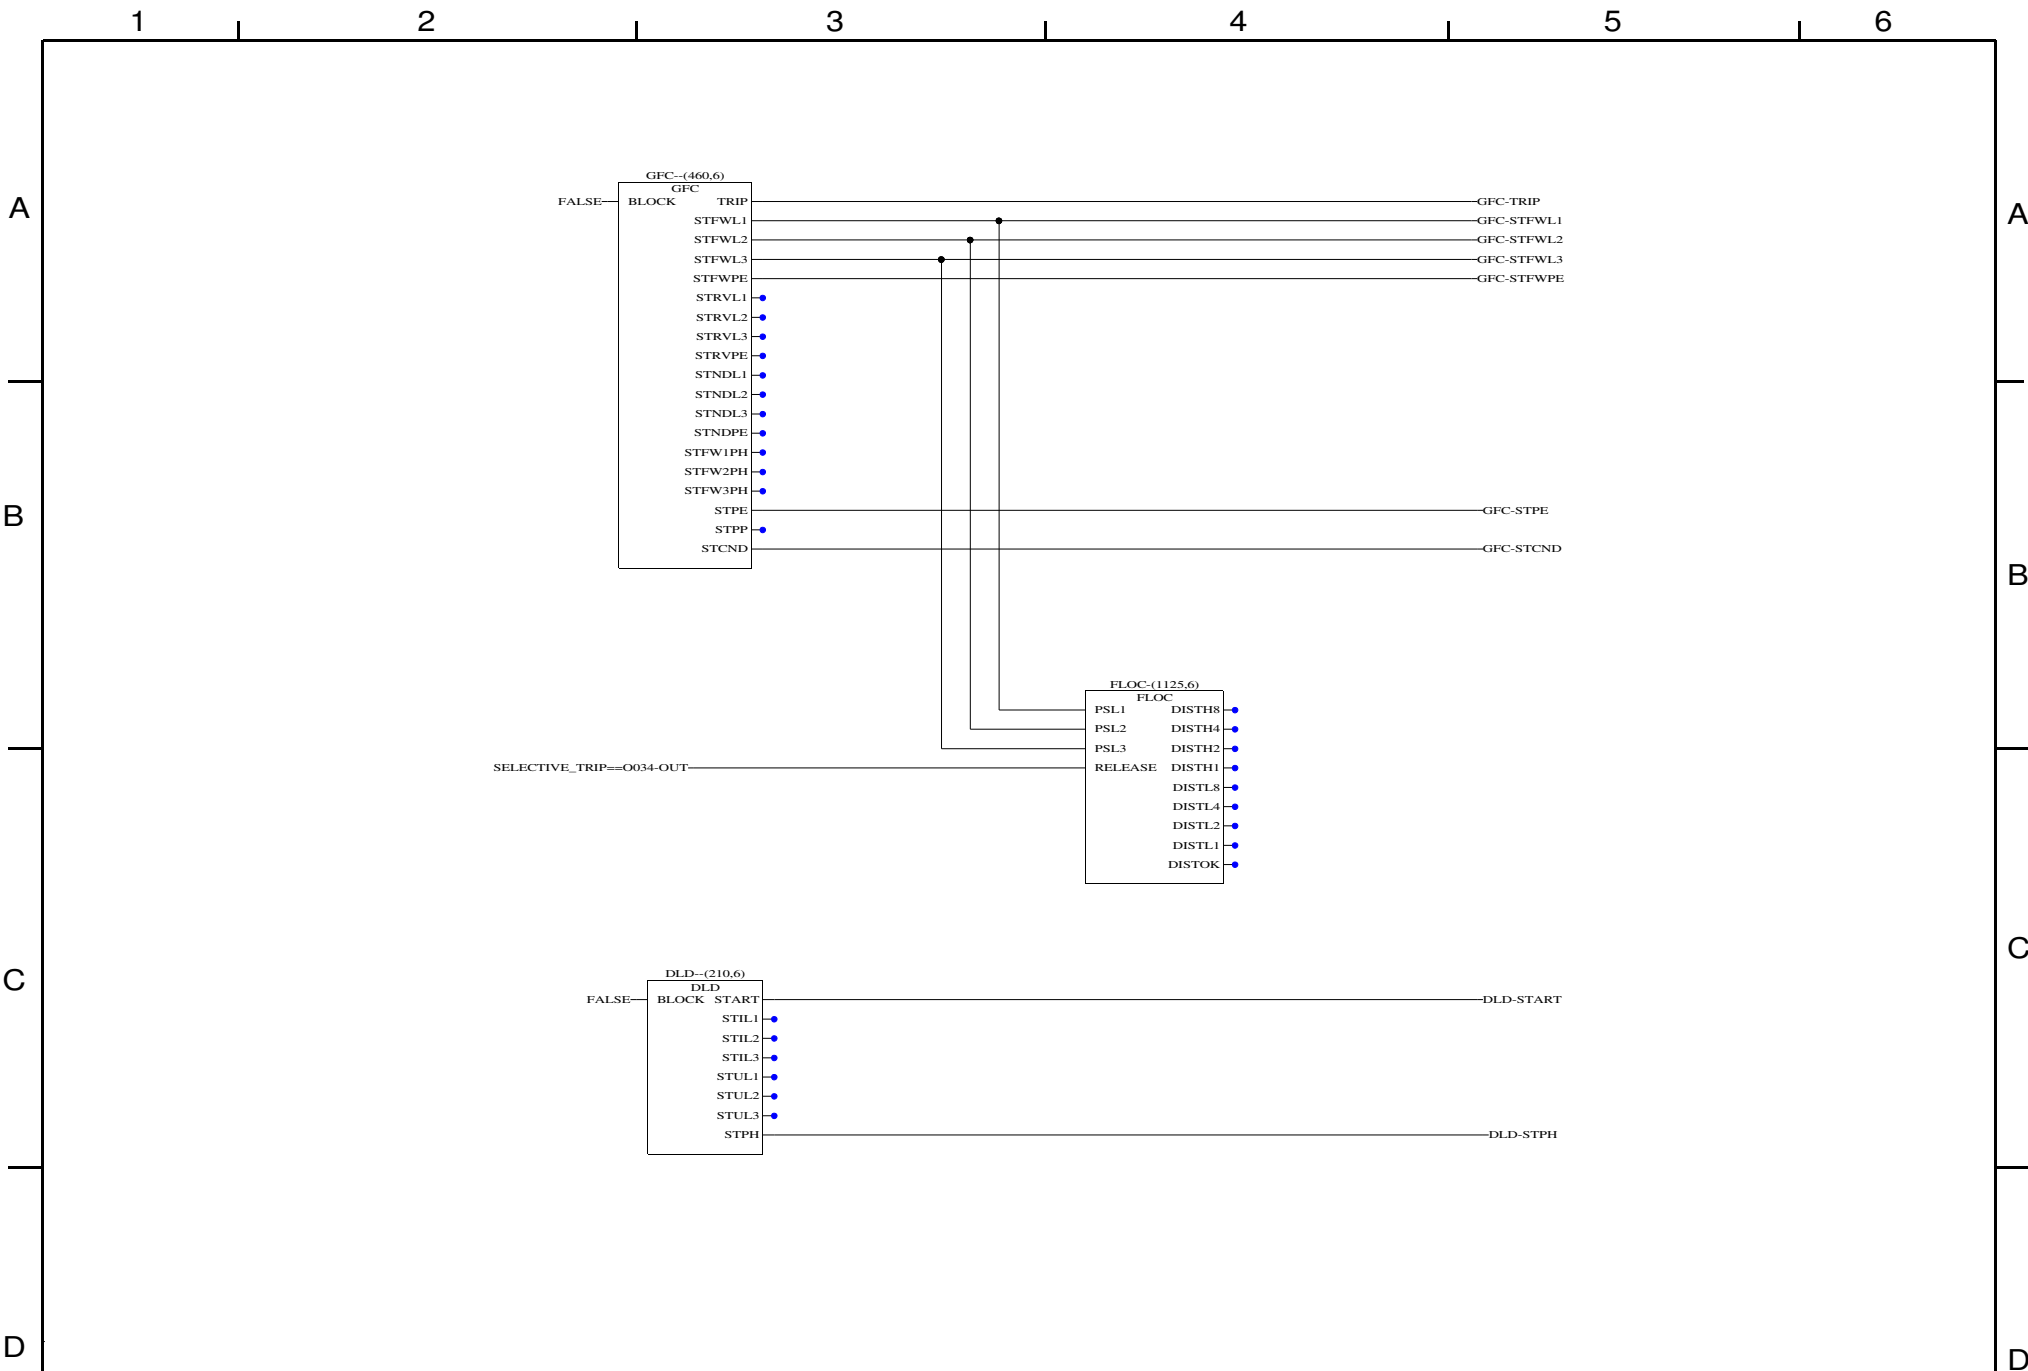 1 2 3 4 5 6
GFC--(460,6)
GFC
A FALSE BLOCK TRIP GFC-TRIP A
STFWL1 GFC-STFWL1
STFWL2 GFC-STFWL2
STFWL3 GFC-STFWL3
STFWPE GFC-STFWPE
STRVL1
STRVL2
STRVL3
STRVPE
STNDL1
STNDL2
STNDL3
STNDPE
STFW1PH
STFW2PH
STFW3PH
B STPE GFC-STPE
STPP
STCND GFC-STCND
B
FLOC-(1125,6)
FLOC
PSL1 DISTH8
PSL2 DISTH4
PSL3 DISTH2
SELECTIVE_TRIP==O034-OUT RELEASE DISTH1
DISTL8
DISTL4
DISTL2
DISTL1
DISTOK
C
C DLD--(210,6)
DLD
FALSE BLOCK START DLD-START
STIL1
STIL2
STIL3
STUL1
STUL2
STUL3
STPH DLD-STPH
D D